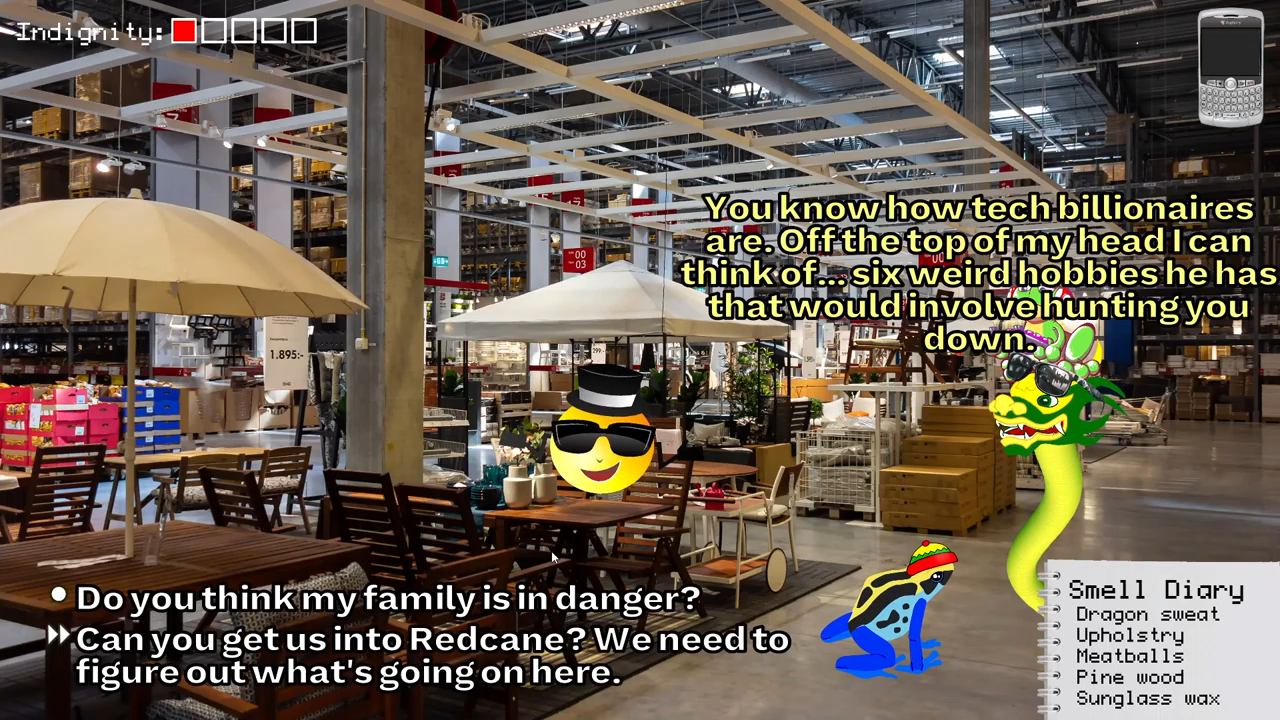 Indignity:
You know how tech billionaires
are. Off the top of my head I can
think of... six weird hobbies he has
that would involve hunting you
down.
00
03
1.895:-
299:-
Do you think my family is in danger?
Can you get us into Redcane? We need to
figure out what's going on here.
Smell Diary
Dragon sweat
Upholstry
Meatballs
Pine wood
Sunglass wax